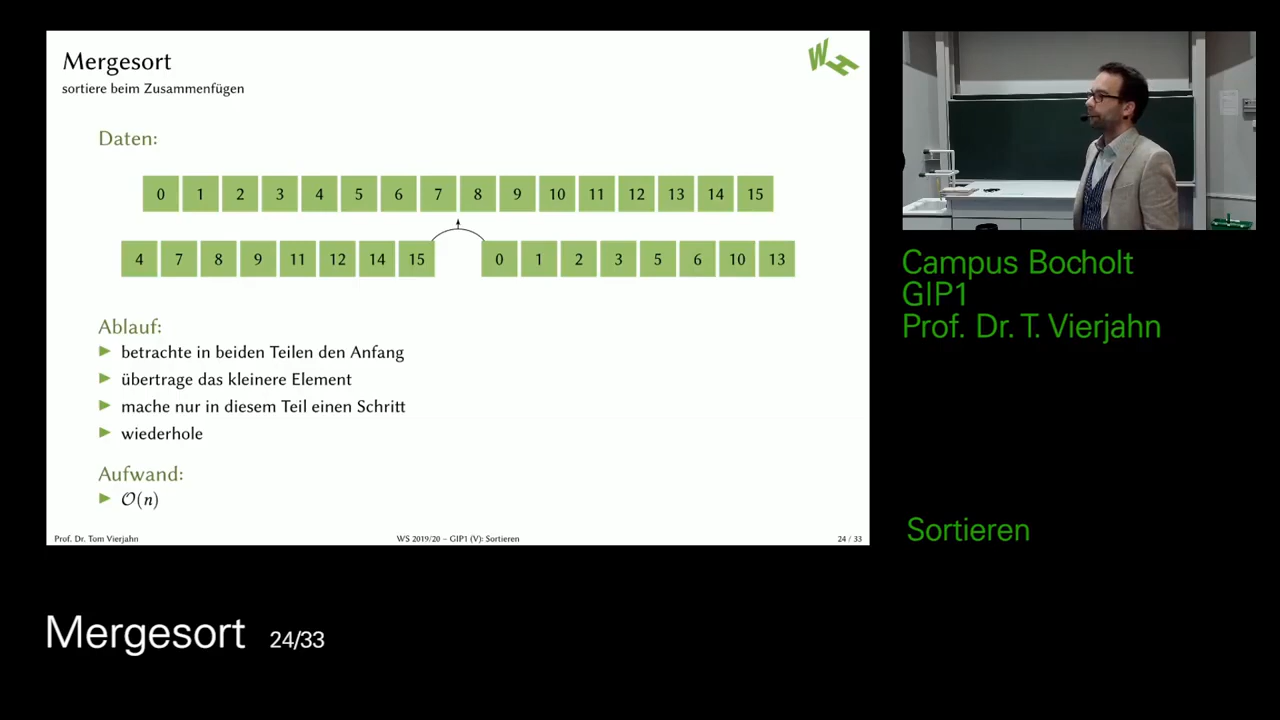 Mergesort
sortiere beim Zusammenfügen
WH
Daten:
0 1 2 3 4 5 6 7 8 9 10 11 12 13 14 15
4 7 8 9 11 12 14 15 0 1 2 3 5 6 10 13
Ablauf:
betrachte in beiden Teilen den Anfang
übertrage das kleinere Element
mache nur in diesem Teil einen Schritt
wiederhole
Aufwand:
𝒪(n)
Prof. Dr. Tom Vierjahn WS 2019/20 – GIP1 (V): Sortieren 24 / 33
Campus Bocholt
GIP1
Prof. Dr. T. Vierjahn
Sortieren
Mergesort 24/33